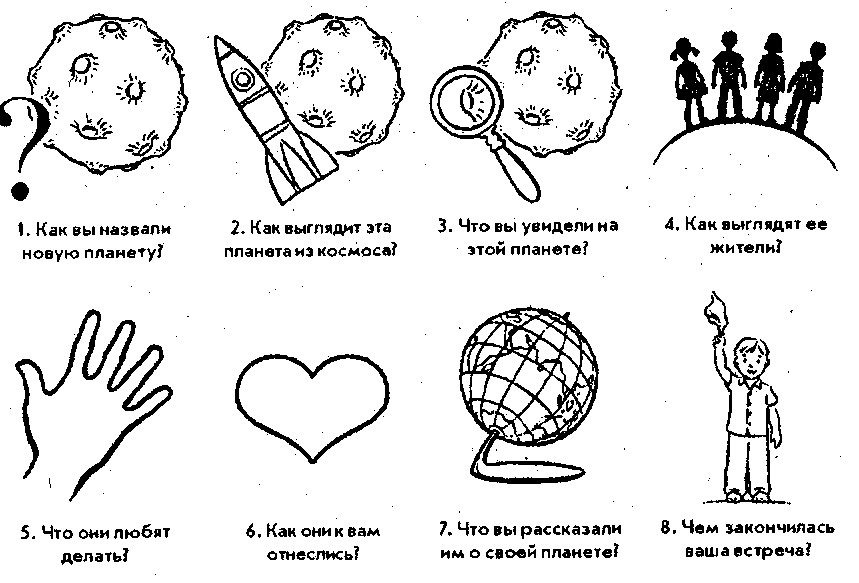 ?
1. Как вы назвали
новую планету?
2. Как выглядит эта
планета из космоса?
3. Что вы увидели на
этой планете?
4. Как выглядят ее
жители?
5. Что они любят
делать?
6. Как они к вам
отнеслись?
7. Что вы рассказали
им о своей планете?
8. Чем закончилась
ваша встреча?